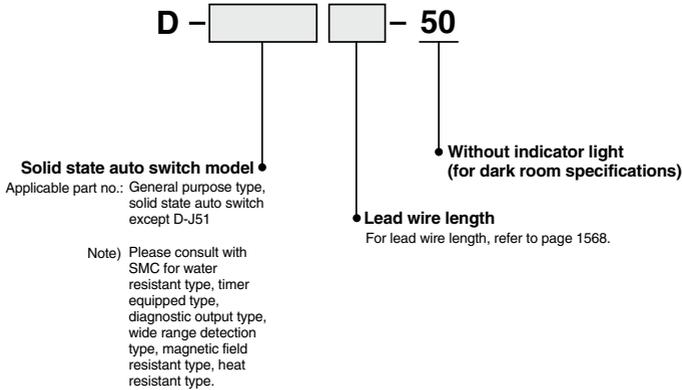 D – – 50
Without indicator light
(for dark room specifications)
Solid state auto switch model
Applicable part no.: General purpose type,
solid state auto switch
except D-J51
Lead wire length
For lead wire length, refer to page 1568.
Note) Please consult with
SMC for water
resistant type, timer
equipped type,
diagnostic output type,
wide range detection
type, magnetic field
resistant type, heat
resistant type.